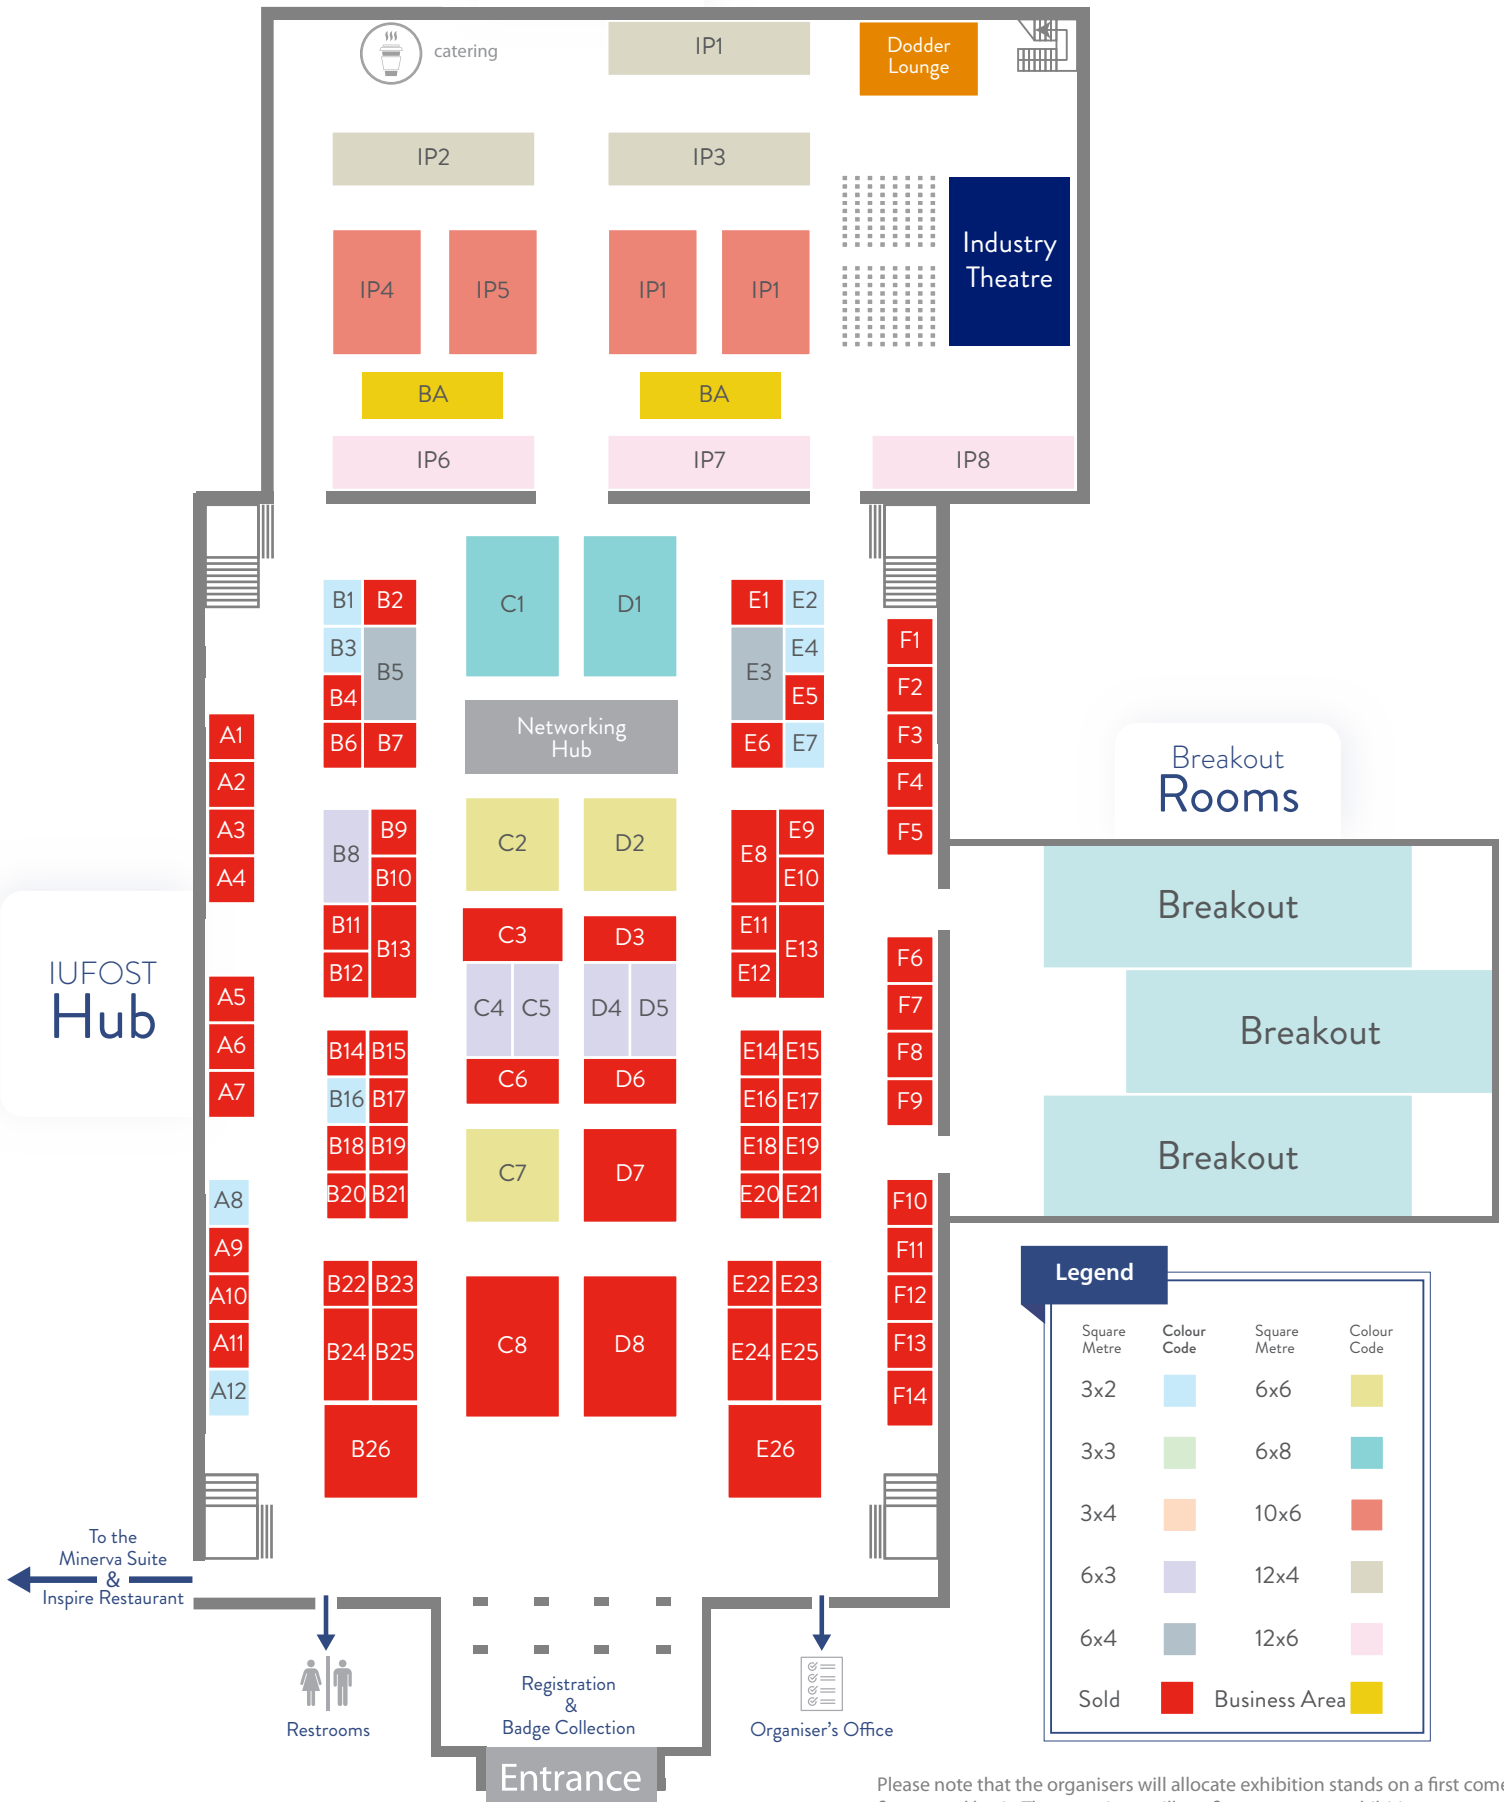 catering
IP1
Dodder
Lounge
IP2
IP3
Industry
Theatre
IP4
IP5
IP1
IP1
BA
BA
IP6
IP7
IP8
C1
D1
B1
B2
E1
E2
B3
B5
E3
E4
B4
E5
B6
B7
E6
E7
Networking
Hub
F1
F2
F3
F4
F5
A1
A2
A3
A4
Breakout
Rooms
B8
B9
B10
B11
B13
B12
C2
D2
E8
E9
E10
E11
E13
E12
C3
D3
C4
C5
D4
D5
C6
D6
IUFOST
Hub
A5
A6
A7
F6
F7
F8
F9
Breakout
Breakout
Breakout
B14
B15
B16
B17
B18
B19
B20
B21
C7
D7
E14
E15
E16
E17
E18
E19
E20
E21
A8
A9
A10
A11
A12
F10
F11
F12
F13
F14
B22
B23
B24
B25
B26
C8
D8
E22
E23
E24
E25
E26
Legend
Square
Metre
Colour
Code
Square
Metre
Colour
Code
3x2
6x6
3x3
6x8
3x4
10x6
6x3
12x4
6x4
12x6
Sold
Business Area
To the
Minerva Suite
&
Inspire Restaurant
Restrooms
Registration
&
Badge Collection
Organiser's Office
Entrance
Please note that the organisers will allocate exhibition stands on a first come